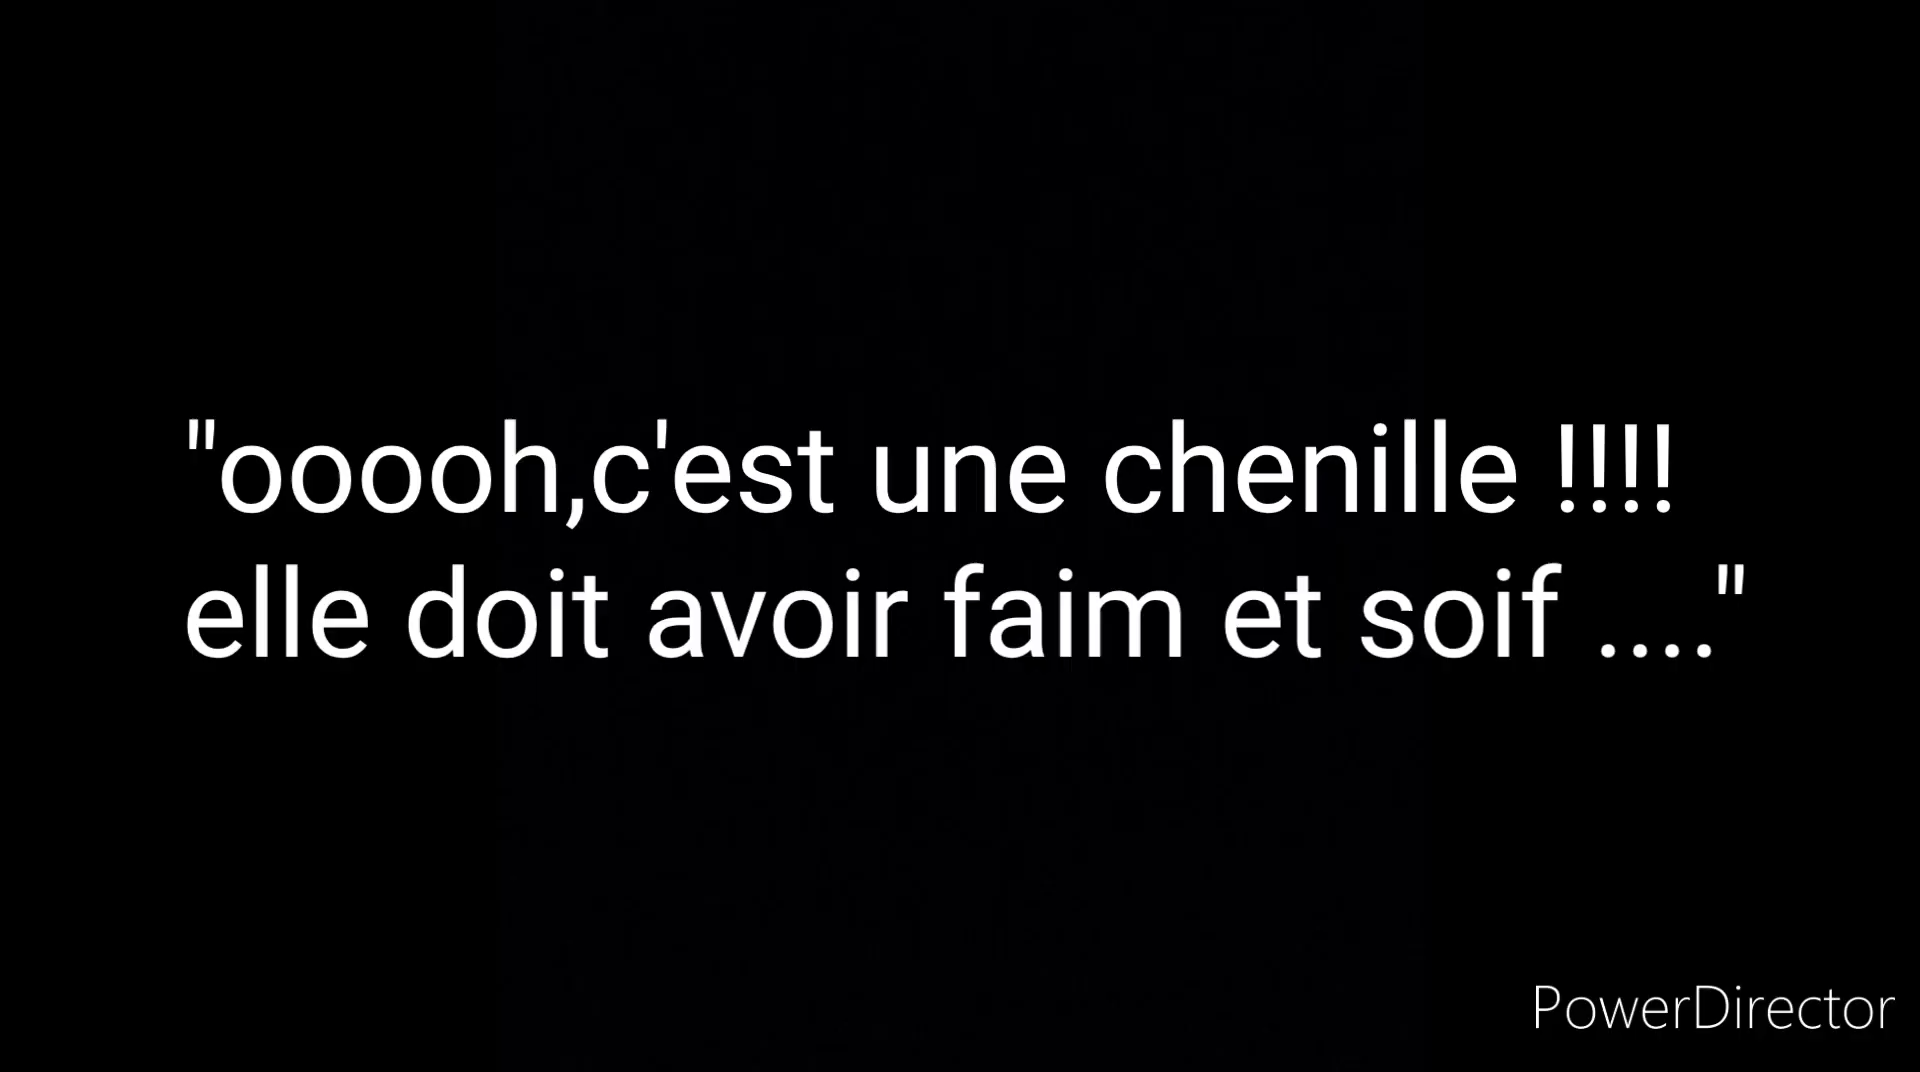 "ooooh,c'est une chenille !!!!
elle doit avoir faim et soif ...."
PowerDirector